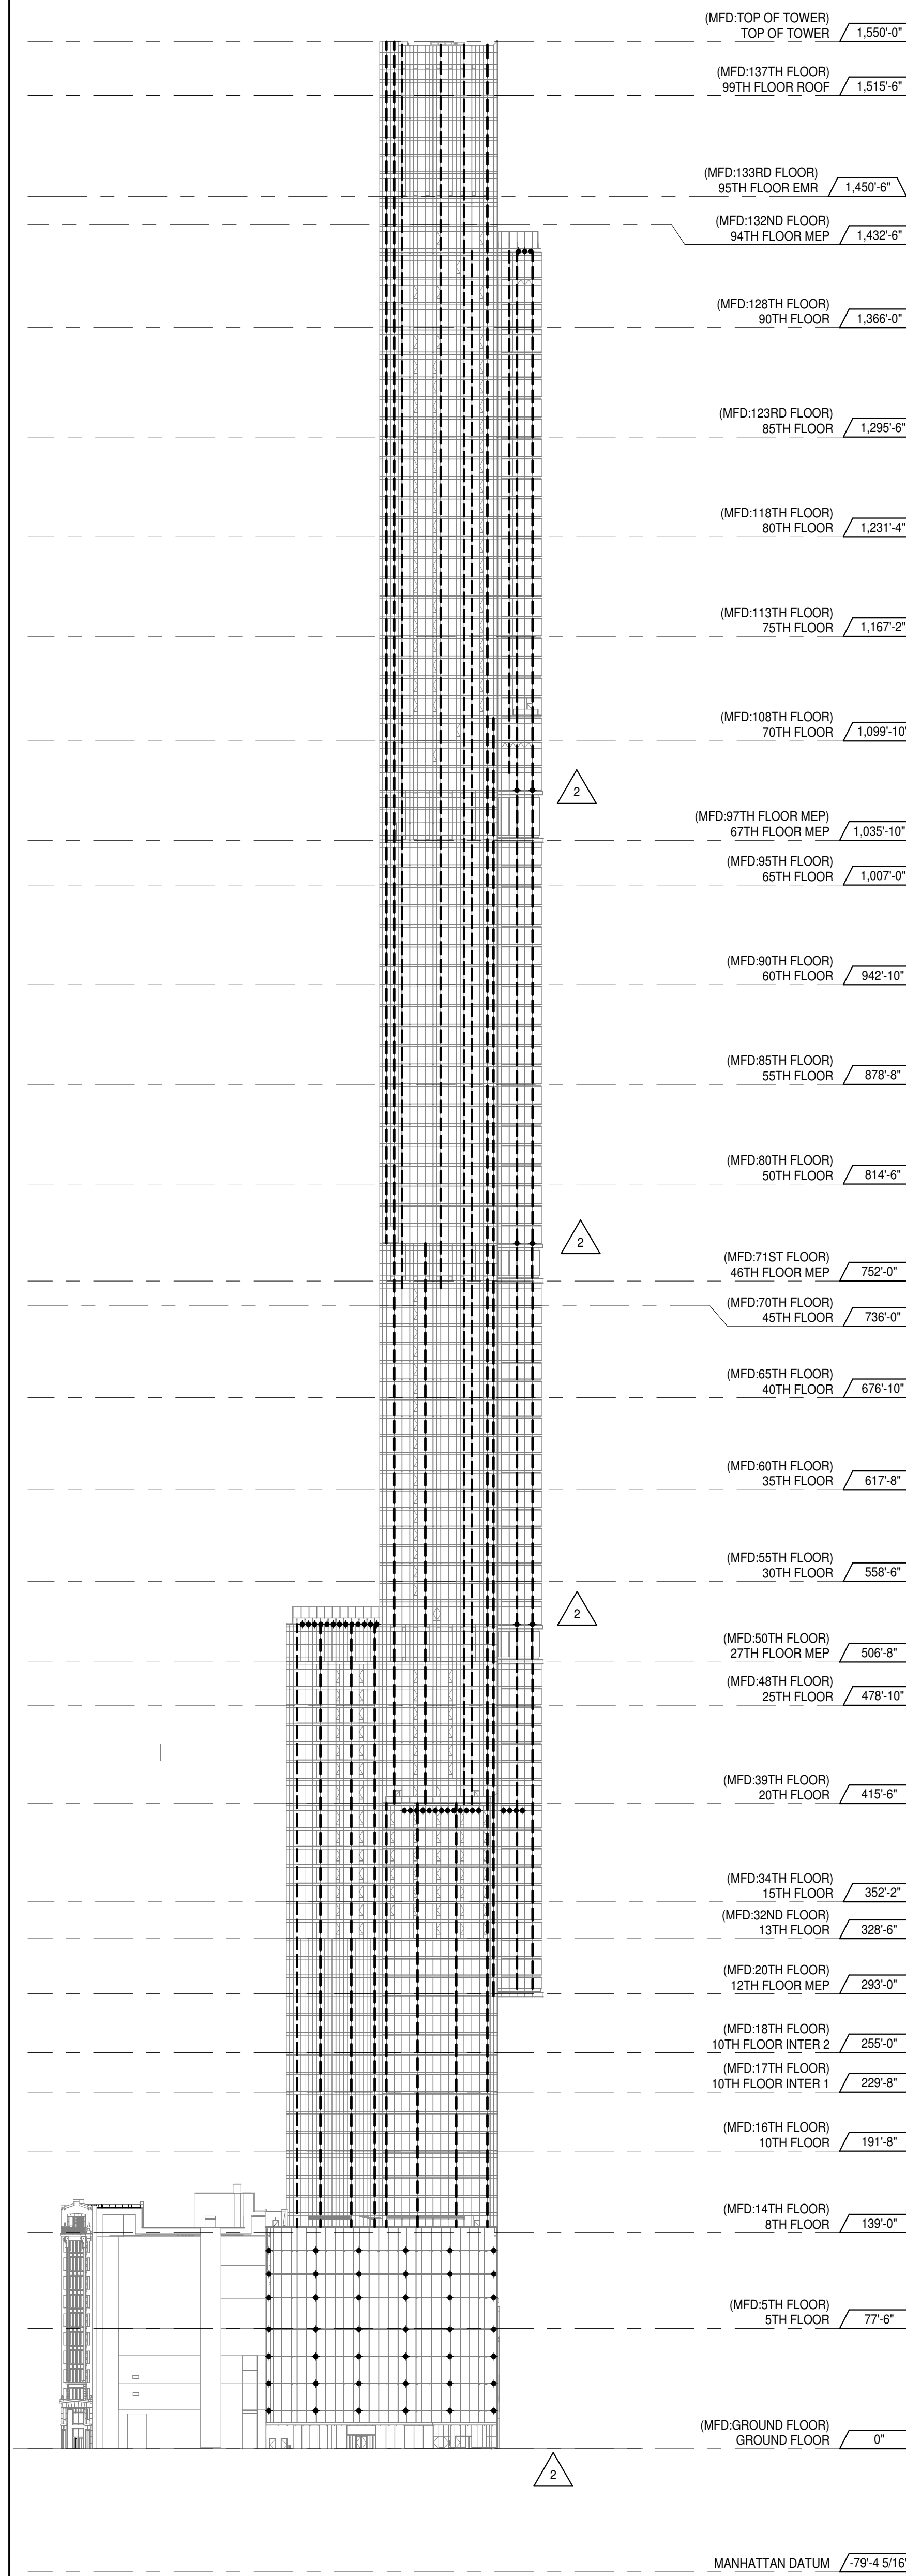 (MFD:TOP OF TOWER)
TOP OF TOWER 1,550'-0"
(MFD:137TH FLOOR)
99TH FLOOR ROOF 1,515'-6"
(MFD:133RD FLOOR)
95TH FLOOR EMR 1,450'-6"
(MFD:132ND FLOOR)
94TH FLOOR MEP 1,432'-6"
(MFD:128TH FLOOR)
90TH FLOOR 1,366'-0"
(MFD:123RD FLOOR)
85TH FLOOR 1,295'-6"
(MFD:118TH FLOOR)
80TH FLOOR 1,231'-4"
(MFD:113TH FLOOR)
75TH FLOOR 1,167'-2"
(MFD:108TH FLOOR)
70TH FLOOR 1,099'-10"
2
(MFD:97TH FLOOR MEP)
67TH FLOOR MEP 1,035'-10"
(MFD:95TH FLOOR)
65TH FLOOR 1,007'-0"
(MFD:90TH FLOOR)
60TH FLOOR 942'-10"
(MFD:85TH FLOOR)
55TH FLOOR 878'-8"
(MFD:80TH FLOOR)
50TH FLOOR 814'-6"
2
(MFD:71ST FLOOR)
46TH FLOOR MEP 752'-0"
(MFD:70TH FLOOR)
45TH FLOOR 736'-0"
(MFD:65TH FLOOR)
40TH FLOOR 676'-10"
(MFD:60TH FLOOR)
35TH FLOOR 617'-8"
(MFD:55TH FLOOR)
30TH FLOOR 558'-6"
2
(MFD:50TH FLOOR)
27TH FLOOR MEP 506'-8"
(MFD:48TH FLOOR)
25TH FLOOR 478'-10"
(MFD:39TH FLOOR)
20TH FLOOR 415'-6"
(MFD:34TH FLOOR)
15TH FLOOR 352'-2"
(MFD:32ND FLOOR)
13TH FLOOR 328'-6"
(MFD:20TH FLOOR)
12TH FLOOR MEP 293'-0"
(MFD:18TH FLOOR)
10TH FLOOR INTER 2 255'-0"
(MFD:17TH FLOOR)
10TH FLOOR INTER 1 229'-8"
(MFD:16TH FLOOR)
10TH FLOOR 191'-8"
(MFD:14TH FLOOR)
8TH FLOOR 139'-0"
(MFD:5TH FLOOR)
5TH FLOOR 77'-6"
(MFD:GROUND FLOOR)
GROUND FLOOR 0"
2
MANHATTAN DATUM -79'-4 5/16"